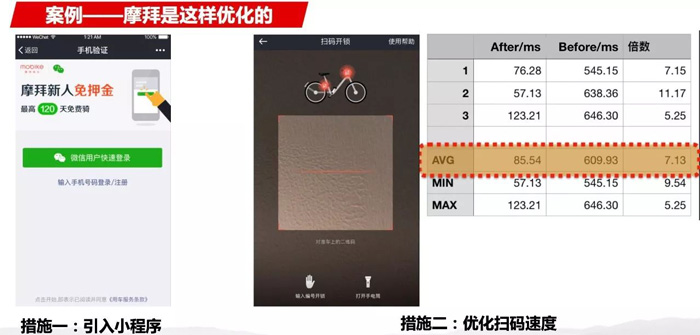 案例——摩拜是这样优化的
WeChat 1:21 AM 100%
返回 手机验证
mobike
摩拜新人免押金
最高 120 天免费骑
微信用户快速登录
输入手机号码登录/注册
点击开始,即表示已阅读并同意《用车服务条款》
措施一:引入小程序
扫码开锁 使用帮助
对准车上的二维码
输入编号开锁 打开手电筒
After/ms Before/ms 倍数
1 76.28 545.15 7.15
2 57.13 638.36 11.17
3 123.21 646.30 5.25
AVG 85.54 609.93 7.13
MIN 57.13 545.15 9.54
MAX 123.21 646.30 5.25
措施二:优化扫码速度